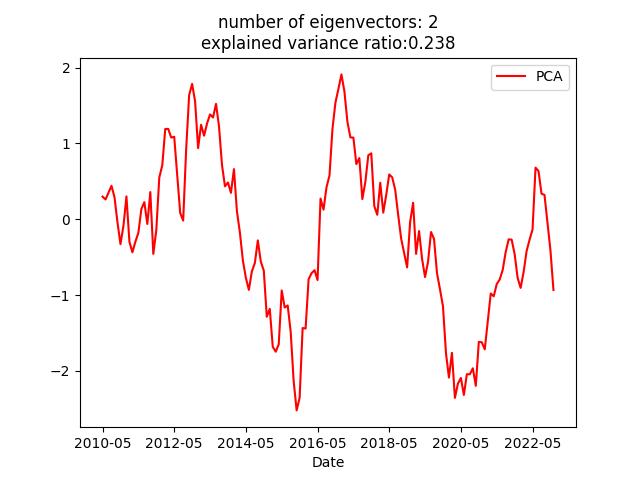 number of eigenvectors: 2
explained variance ratio:0.238
PCA
2
1
0
−1
−2
2010-05 2012-05 2014-05 2016-05 2018-05 2020-05 2022-05
Date